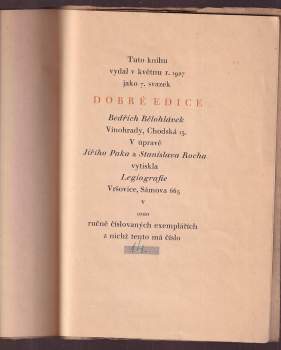 Tuto knihu
vydal v květnu r. 1927
jako 7. svazek
DOBRÉ EDICE
Bedřich Bělohlávek
Vinohrady, Chodská 15.
V úpravě
Jiřího Puka a Stanislava Rocha
vytiskla
Legiografie
Vršovice, Sámova 665
v
ručně číslovaných exemplářích
z nichž tento má číslo